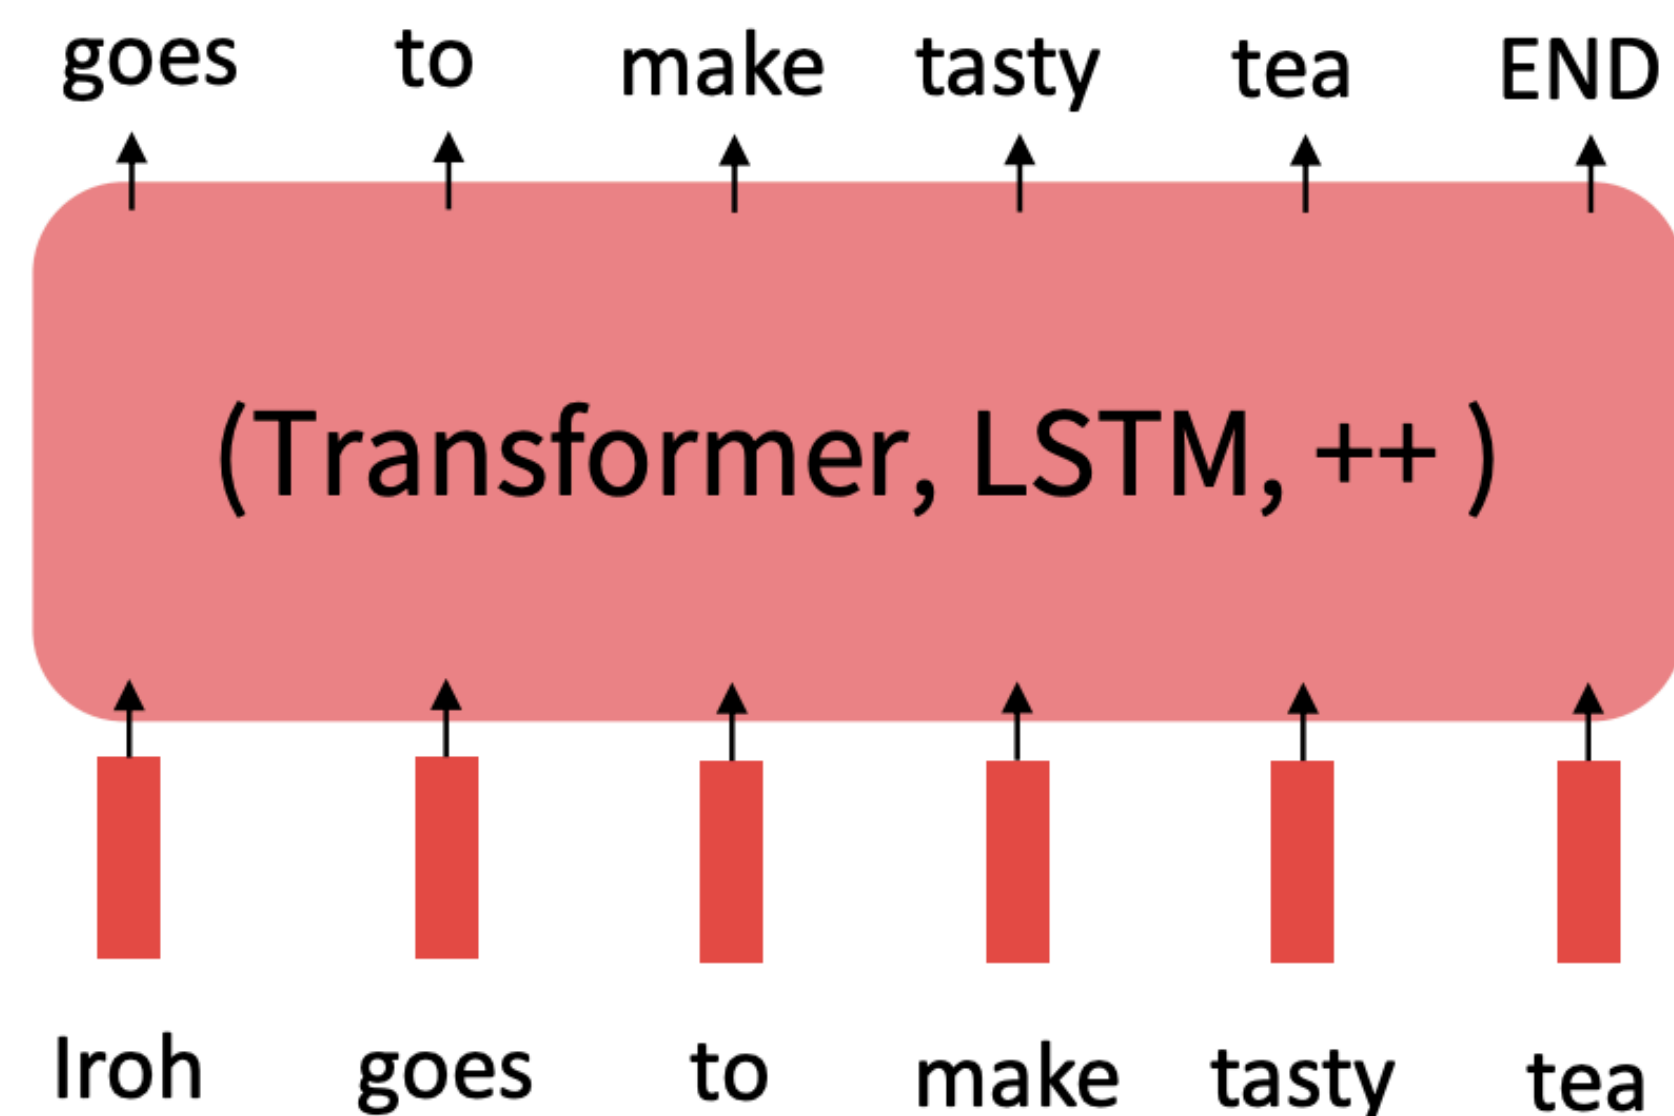 goes to make tasty tea END
(Transformer, LSTM, ++ )
Iroh goes to make tasty tea